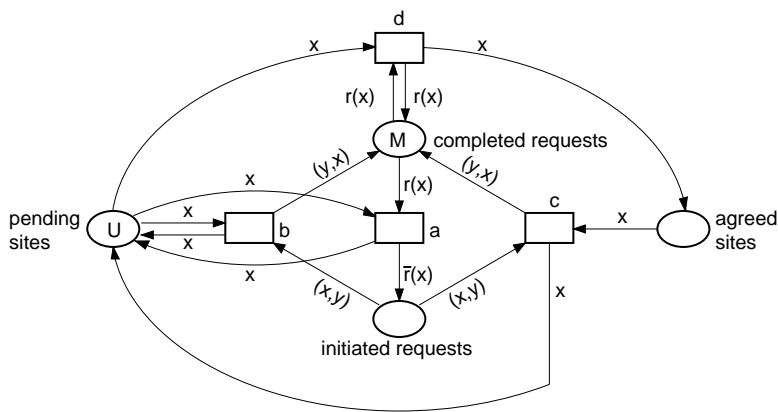 d
x
x
r(x)
r(x)
M
completed requests
(y,x)
(y,x)
x
r(x)
c
pending
sites
U
x
x
b
a
x
agreed
sites
x
r̄(x)
(x,y)
(x,y)
x
initiated requests